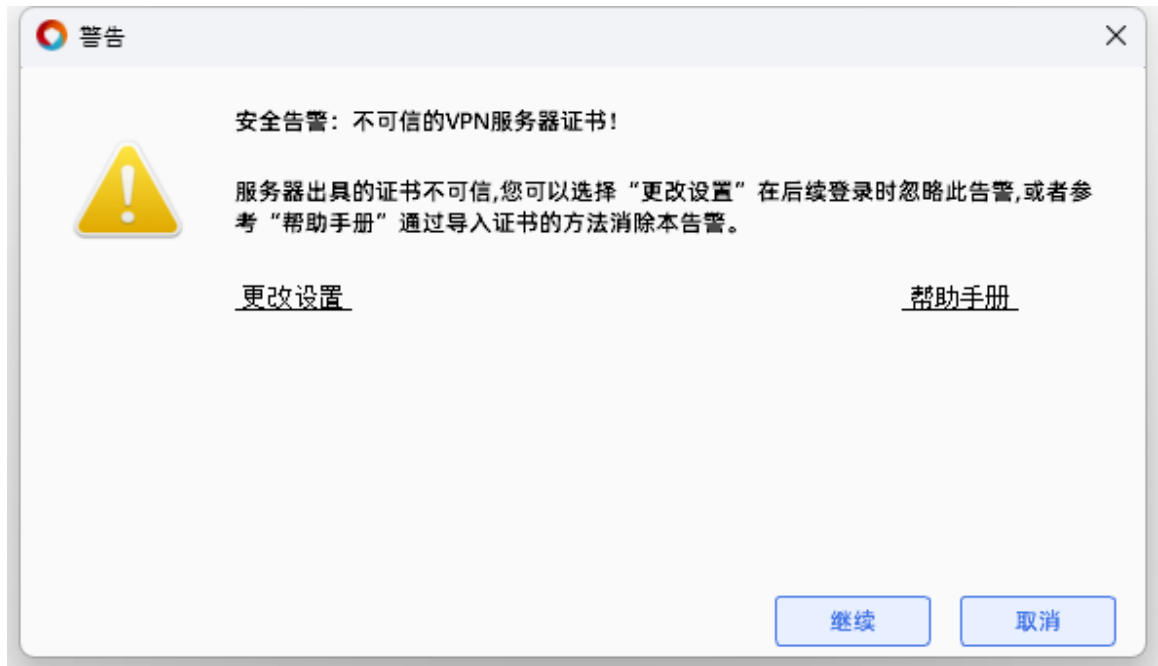 警告
安全告警：不可信的VPN服务器证书！
服务器出具的证书不可信,您可以选择“更改设置”在后续登录时忽略此告警,或者参
考“帮助手册”通过导入证书的方法消除本告警。
更改设置 帮助手册
继续 取消